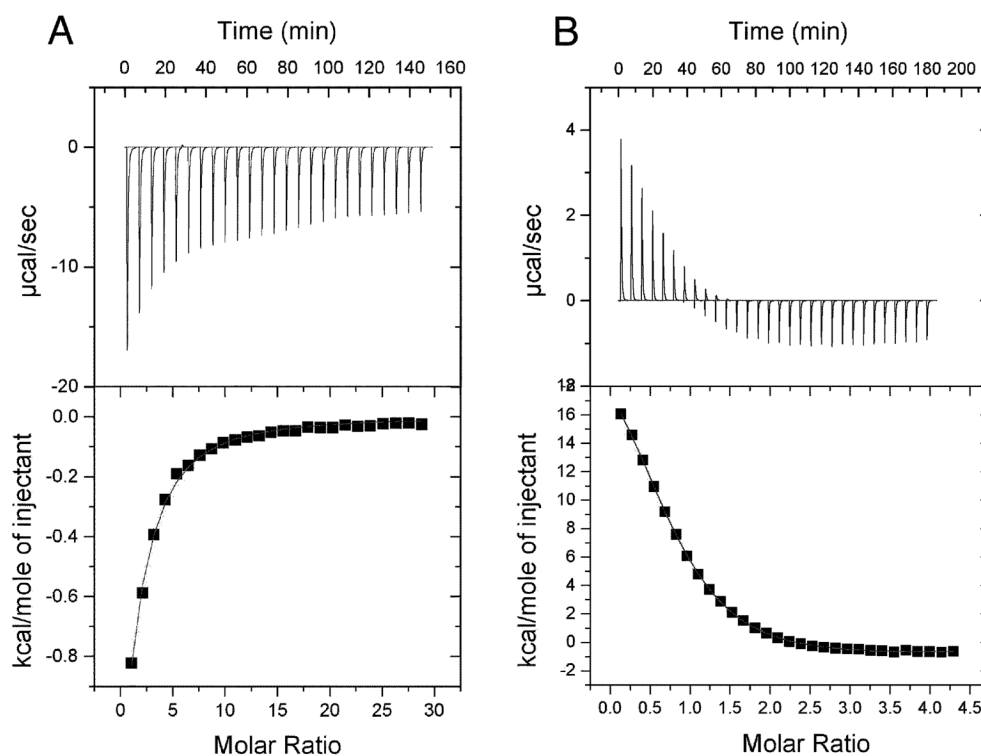 A
Time (min)
0 20 40 60 80 100 120 140 160
µcal/sec
0
-10
-20
kcal/mole of injectant
0.0
-0.2
-0.4
-0.6
-0.8
0 5 10 15 20 25 30
Molar Ratio
B
Time (min)
0 20 40 60 80 100 120 140 160 180 200
µcal/sec
4
2
0
kcal/mole of injectant
16
14
12
10
8
6
4
2
0
-2
0.0 0.5 1.0 1.5 2.0 2.5 3.0 3.5 4.0 4.5
Molar Ratio